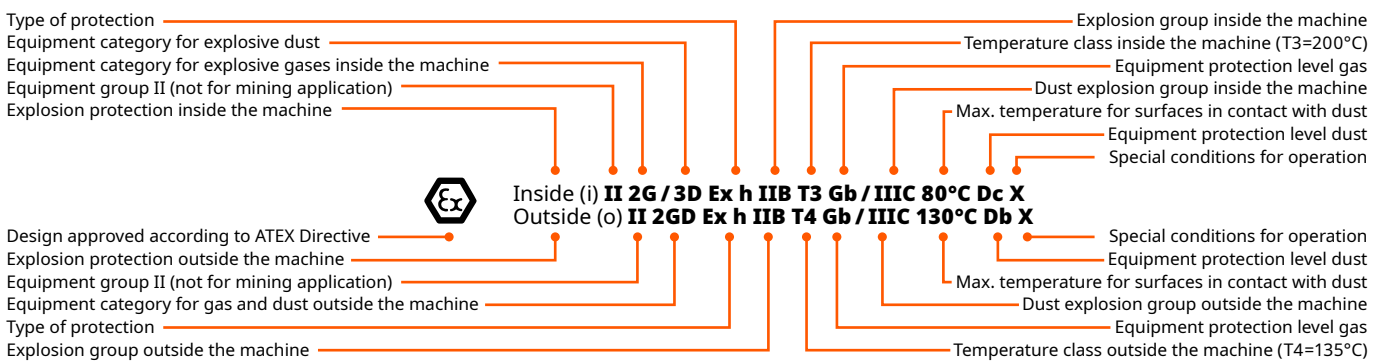 Type of protection
Equipment category for explosive dust
Equipment category for explosive gases inside the machine
Equipment group II (not for mining application)
Explosion protection inside the machine
Explosion group inside the machine
Temperature class inside the machine (T3=200°C)
Equipment protection level gas
Dust explosion group inside the machine
Max. temperature for surfaces in contact with dust
Equipment protection level dust
Special conditions for operation
Ex
Inside (i) II 2G / 3D Ex h IIB T3 Gb / IIIC 80°C Dc X
Outside (o) II 2GD Ex h IIB T4 Gb / IIIC 130°C Db X
Design approved according to ATEX Directive
Explosion protection outside the machine
Equipment group II (not for mining application)
Equipment category for gas and dust outside the machine
Type of protection
Explosion group outside the machine
Special conditions for operation
Equipment protection level dust
Max. temperature for surfaces in contact with dust
Dust explosion group outside the machine
Equipment protection level gas
Temperature class outside the machine (T4=135°C)